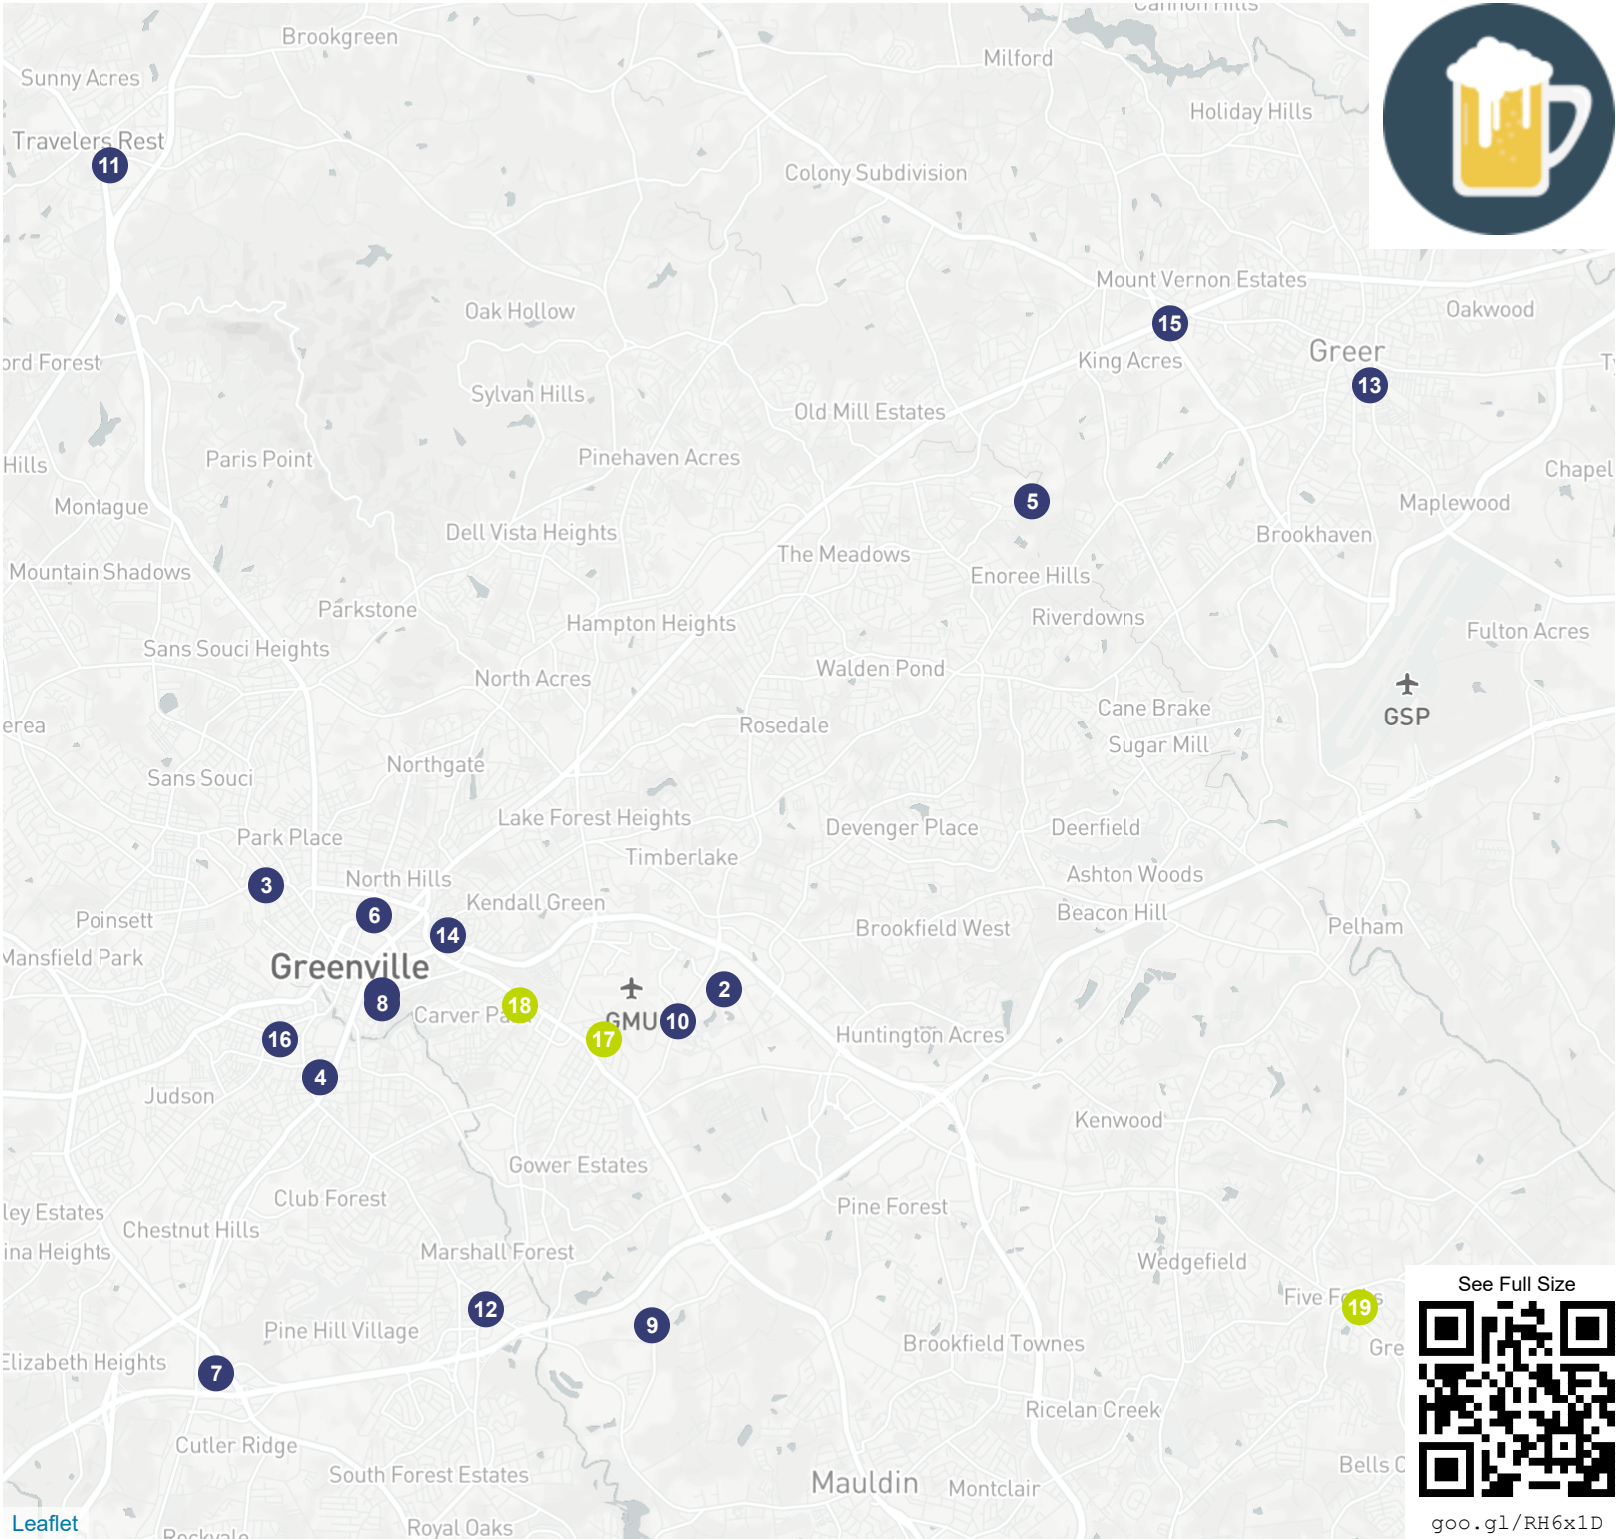 Cannon Hills
Brookgreen
Milford
Sunny Acres
Holiday Hills
Travelers Rest
11
Colony Subdivision
Mount Vernon Estates
Oak Hollow
15
Oakwood
Greer
King Acres
ord Forest
13
Sylvan Hills
Old Mill Estates
Paris Point
Pinehaven Acres
Hills
Chapel
5
Maplewood
Montague
Dell Vista Heights
Brookhaven
The Meadows
Mountain Shadows
Enoree Hills
Parkstone
Hampton Heights
Riverdowns
Fulton Acres
Sans Souci Heights
Walden Pond
North Acres
Cane Brake
GSP
erea
Rosedale
Sugar Mill
Northgate
Sans Souci
Lake Forest Heights
Devenger Place
Deerfield
Park Place
Timberlake
Ashton Woods
3
North Hills
Kendall Green
Beacon Hill
6
Poinsett
Brookfield West
Pelham
14
Mansfield Park
Greenville
2
8
18
Carver Pa
GMU
10
17
Huntington Acres
16
4
Judson
Kenwood
Gower Estates
Club Forest
Pine Forest
ley Estates
Chestnut Hills
ina Heights
Marshall Forest
Wedgefield
See Full Size
Five F
s
19
12
9
Pine Hill Village
Brookfield Townes
Gre
Elizabeth Heights
7
Ricelan Creek
Cutler Ridge
South Forest Estates
Mauldin
Montclair
Bells C
Leaflet
Royal Oaks
Rockvale
goo.gl/RH6x1D